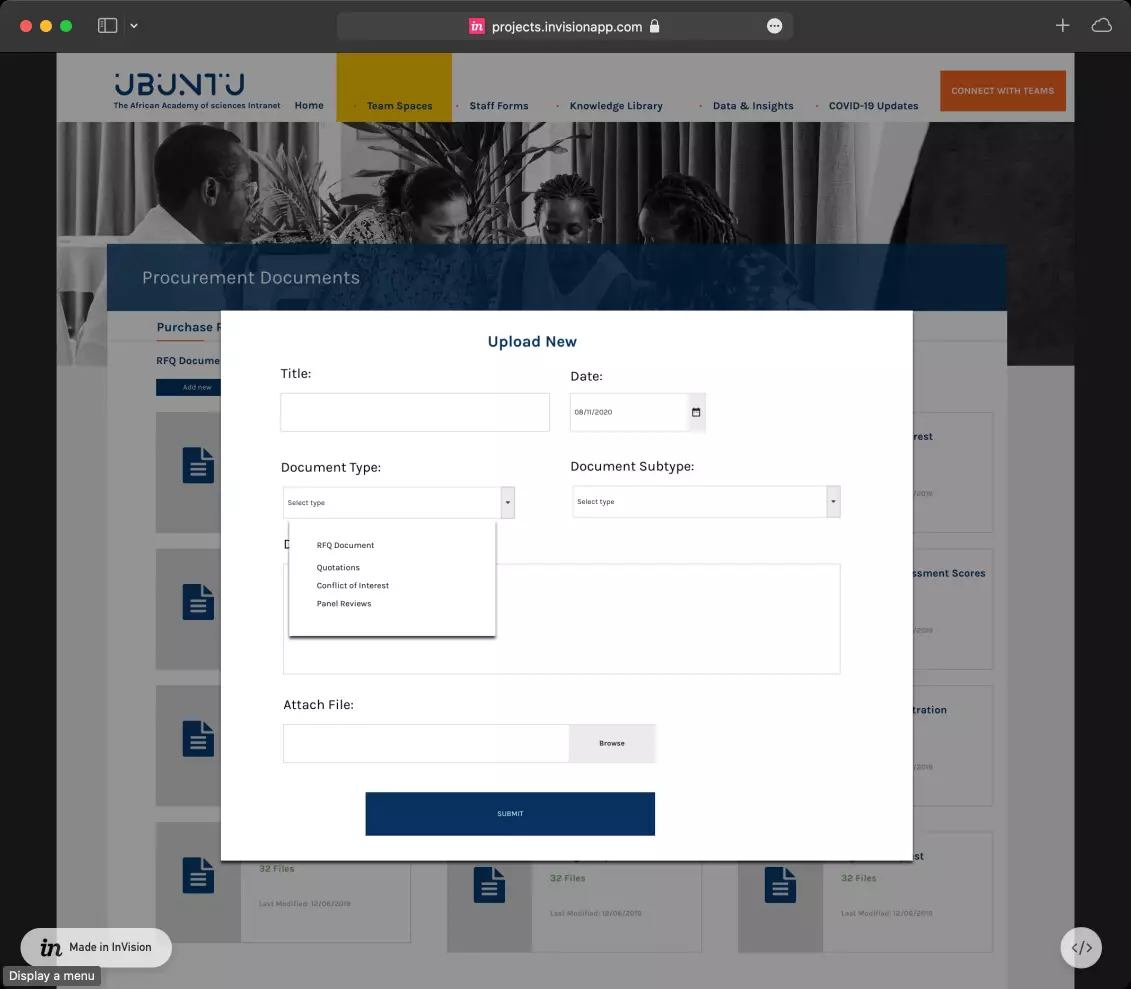 in projects.invisionapp.com
UBUNTU
The African Academy of sciences Intranet
Home
Team Spaces
Staff Forms
Knowledge Library
Data & Insights
COVID-19 Updates
CONNECT WITH TEAMS
Procurement Documents
Purchase
RFQ Docume
Add new
Upload New
Title:
Date:
08/11/2020
Document Type:
Document Subtype:
Select type
Select type
RFQ Document
Quotations
Conflict of Interest
Panel Reviews
Attach File:
Browse
SUBMIT
rest
/2019
ssment Scores
/2019
tration
/2019
st
32 Files
Last Modified: 12/06/2019
32 Files
Last Modified: 12/06/2019
32 Files
Last Modified: 12/06/2019
in Made in InVision
</>
Display a menu